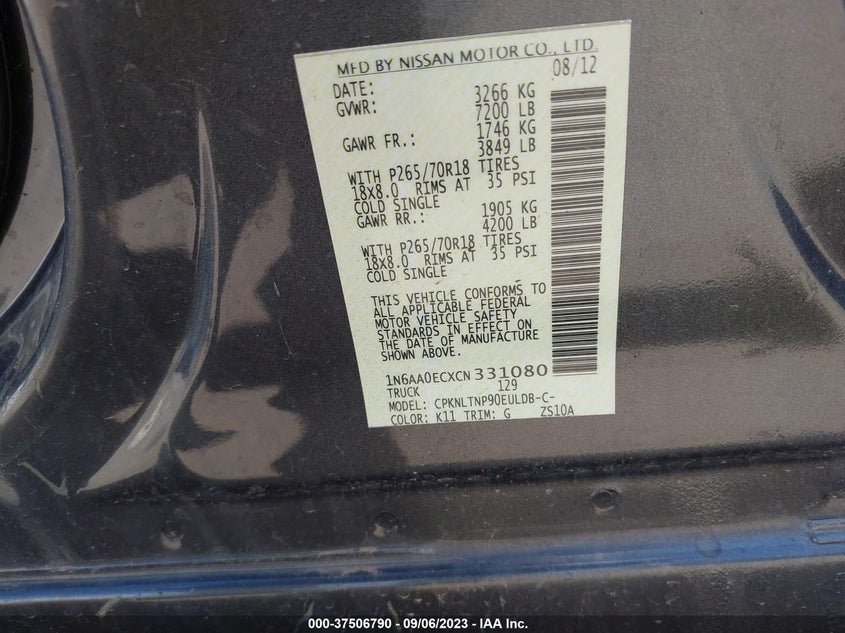 MFD BY NISSAN MOTOR CO., LTD.
DATE: 08/12
GVWR: 3266 KG
7200 LB
GAWR FR.: 1746 KG
3849 LB
WITH P265/70R18 TIRES
18x8.0 RIMS AT 35 PSI
COLD SINGLE
GAWR RR.: 1905 KG
4200 LB
WITH P265/70R18 TIRES
18x8.0 RIMS AT 35 PSI
COLD SINGLE
THIS VEHICLE CONFORMS TO
ALL APPLICABLE FEDERAL
MOTOR VEHICLE SAFETY
STANDARDS IN EFFECT ON
THE DATE OF MANUFACTURE
SHOWN ABOVE.
1N6AA0ECXCN331080
TRUCK 129
MODEL: CPKNLTNP90EULDB-C-
COLOR: K11 TRIM: G ZS10A
000-37506790 - 09/06/2023 - IAA Inc.